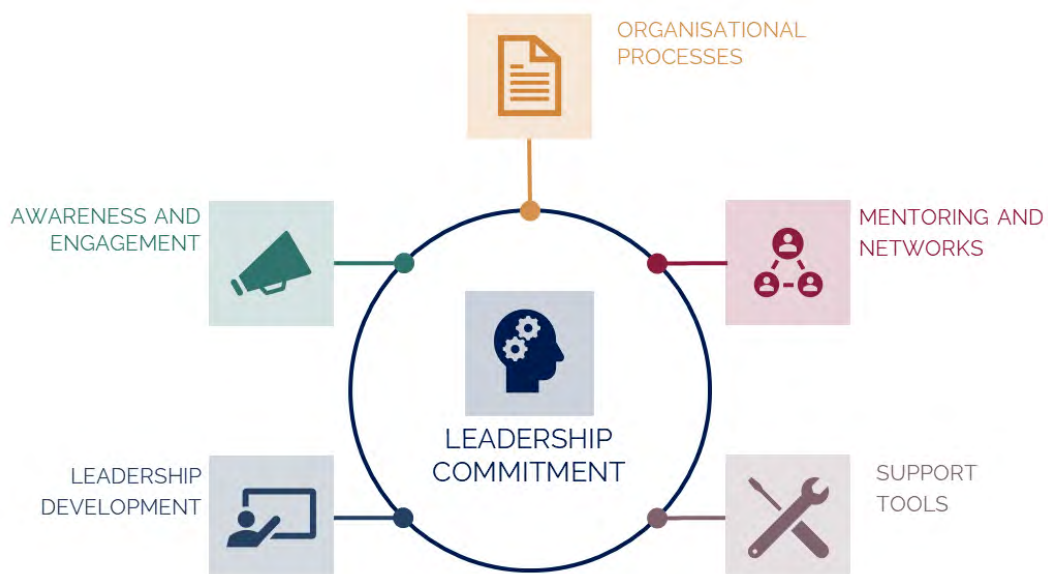 ORGANISATIONAL
PROCESSES
AWARENESS AND
ENGAGEMENT
MENTORING AND
NETWORKS
LEADERSHIP
COMMITMENT
LEADERSHIP
DEVELOPMENT
SUPPORT
TOOLS